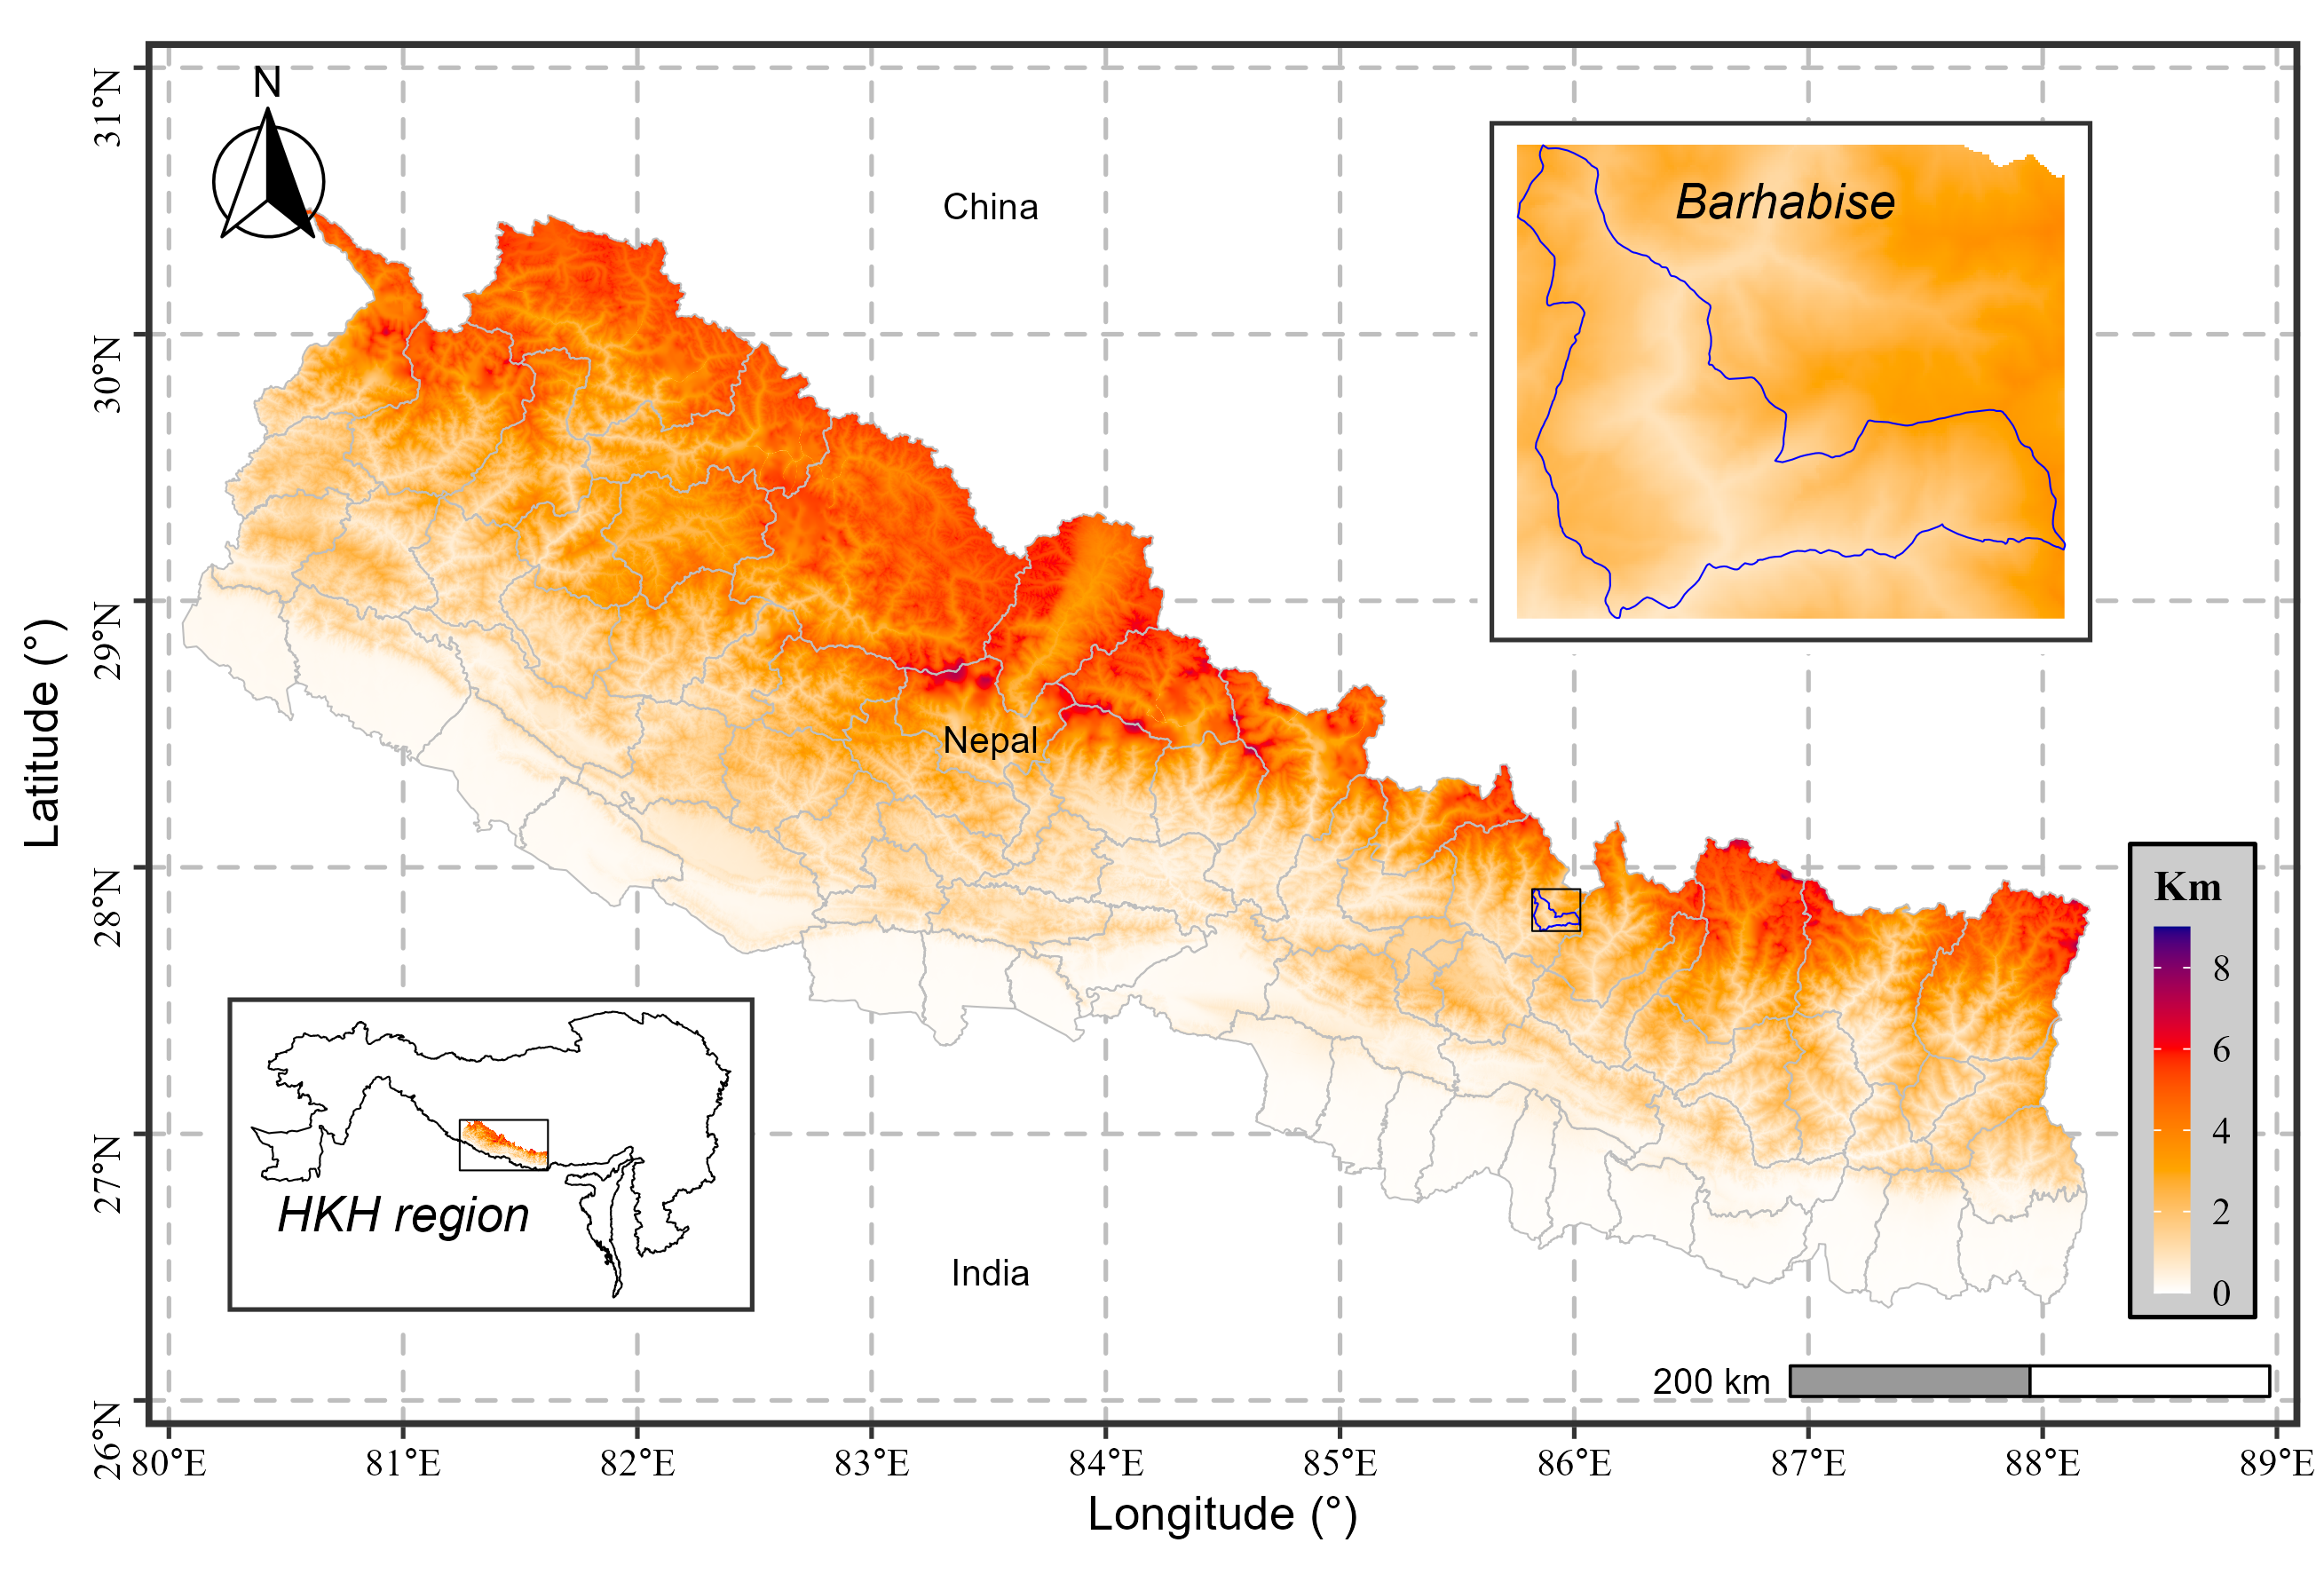 N
31°N
30°N
29°N
28°N
27°N
26°N
Latitude (°)
China
Barhabise
Nepal
HKH region
India
Km
8
6
4
2
0
200 km
80°E
81°E
82°E
83°E
84°E
85°E
86°E
87°E
88°E
89°E
Longitude (°)